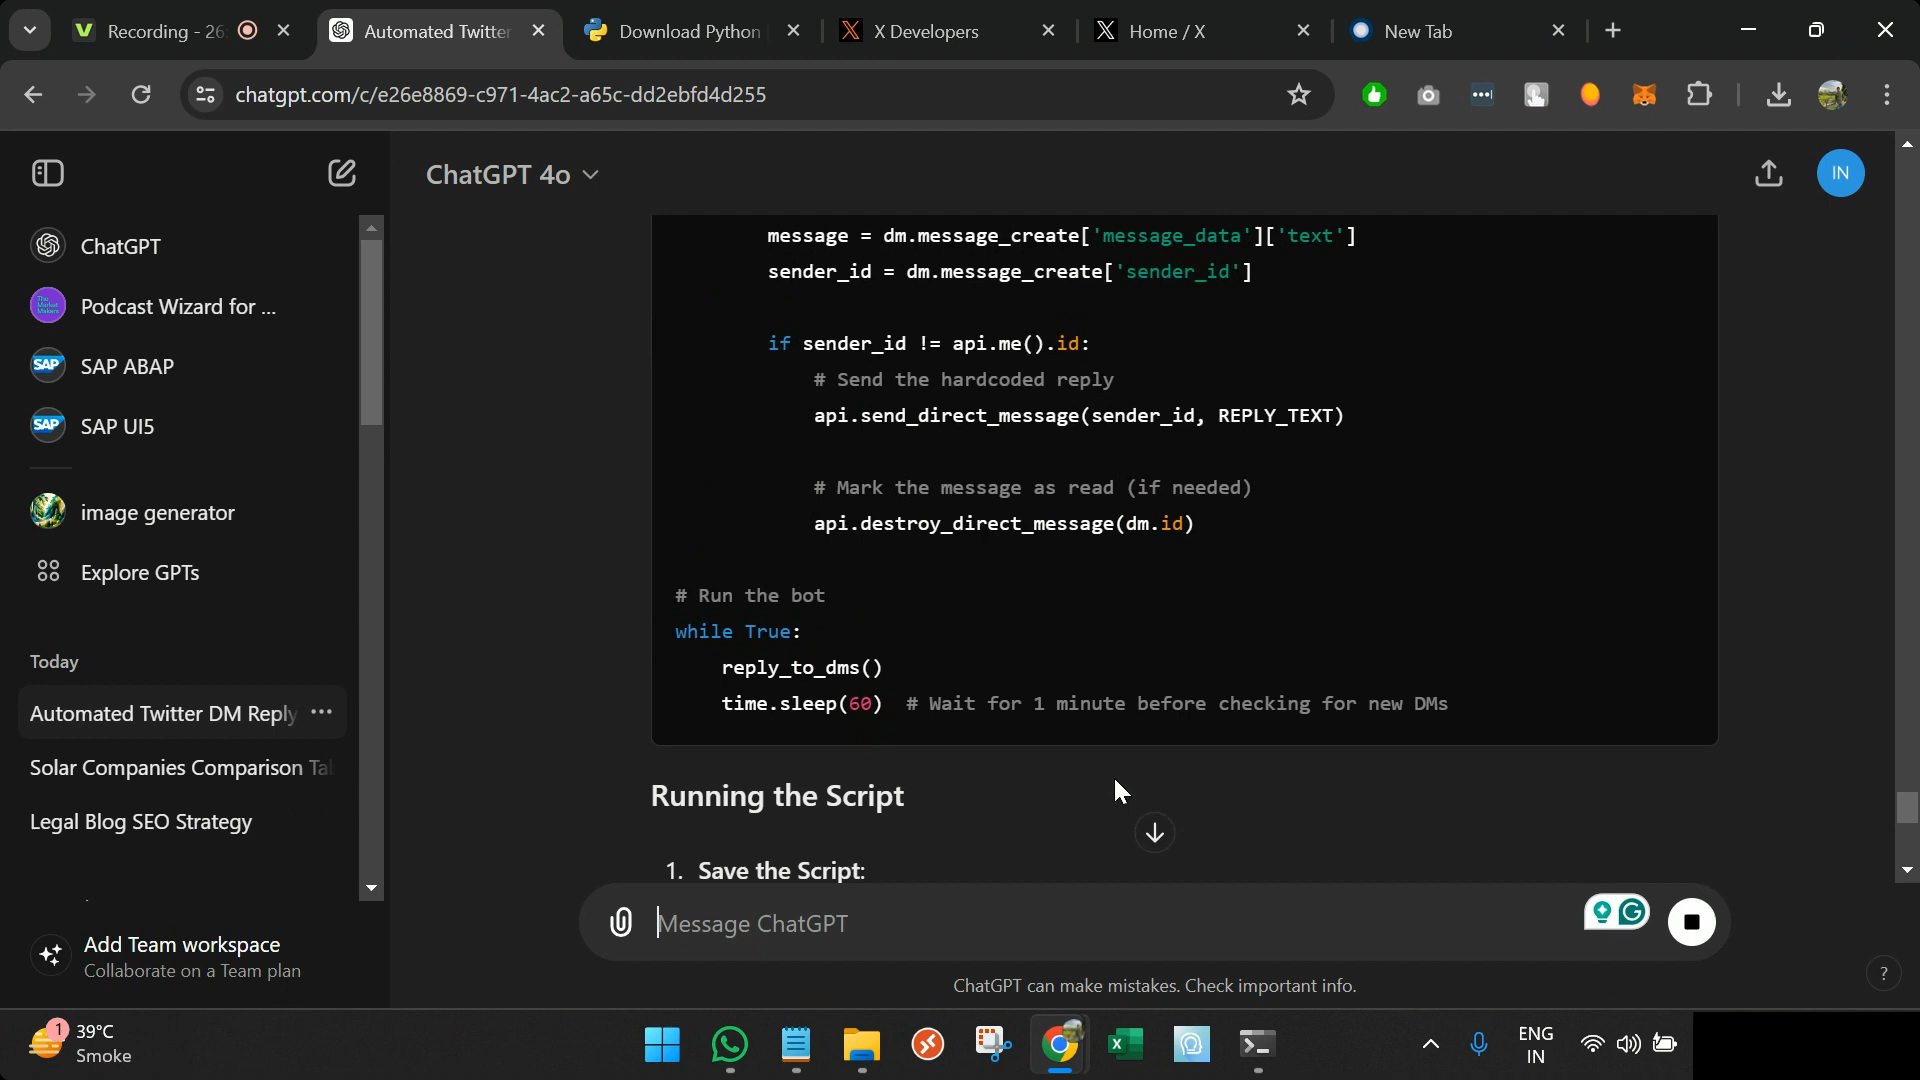 Recording - 26
Automated Twitter
Download Python
X Developers
Home / X
New Tab
chatgpt.com/c/e26e8869-c971-4ac2-a65c-dd2ebfd4d255
ChatGPT 4o
IN
ChatGPT
Podcast Wizard for ...
SAP ABAP
SAP UI5
image generator
Explore GPTs
Today
Automated Twitter DM Reply
Solar Companies Comparison Ta
Legal Blog SEO Strategy
Add Team workspace
Collaborate on a Team plan
message = dm.message_create['message_data']['text']
sender_id = dm.message_create['sender_id']
if sender_id != api.me().id:
# Send the hardcoded reply
api.send_direct_message(sender_id, REPLY_TEXT)
# Mark the message as read (if needed)
api.destroy_direct_message(dm.id)
# Run the bot
while True:
reply_to_dms()
time.sleep(60)  # Wait for 1 minute before checking for new DMs
Running the Script
1. Save the Script:
Message ChatGPT
ChatGPT can make mistakes. Check important info.
?
1
39°C
Smoke
ENG
IN